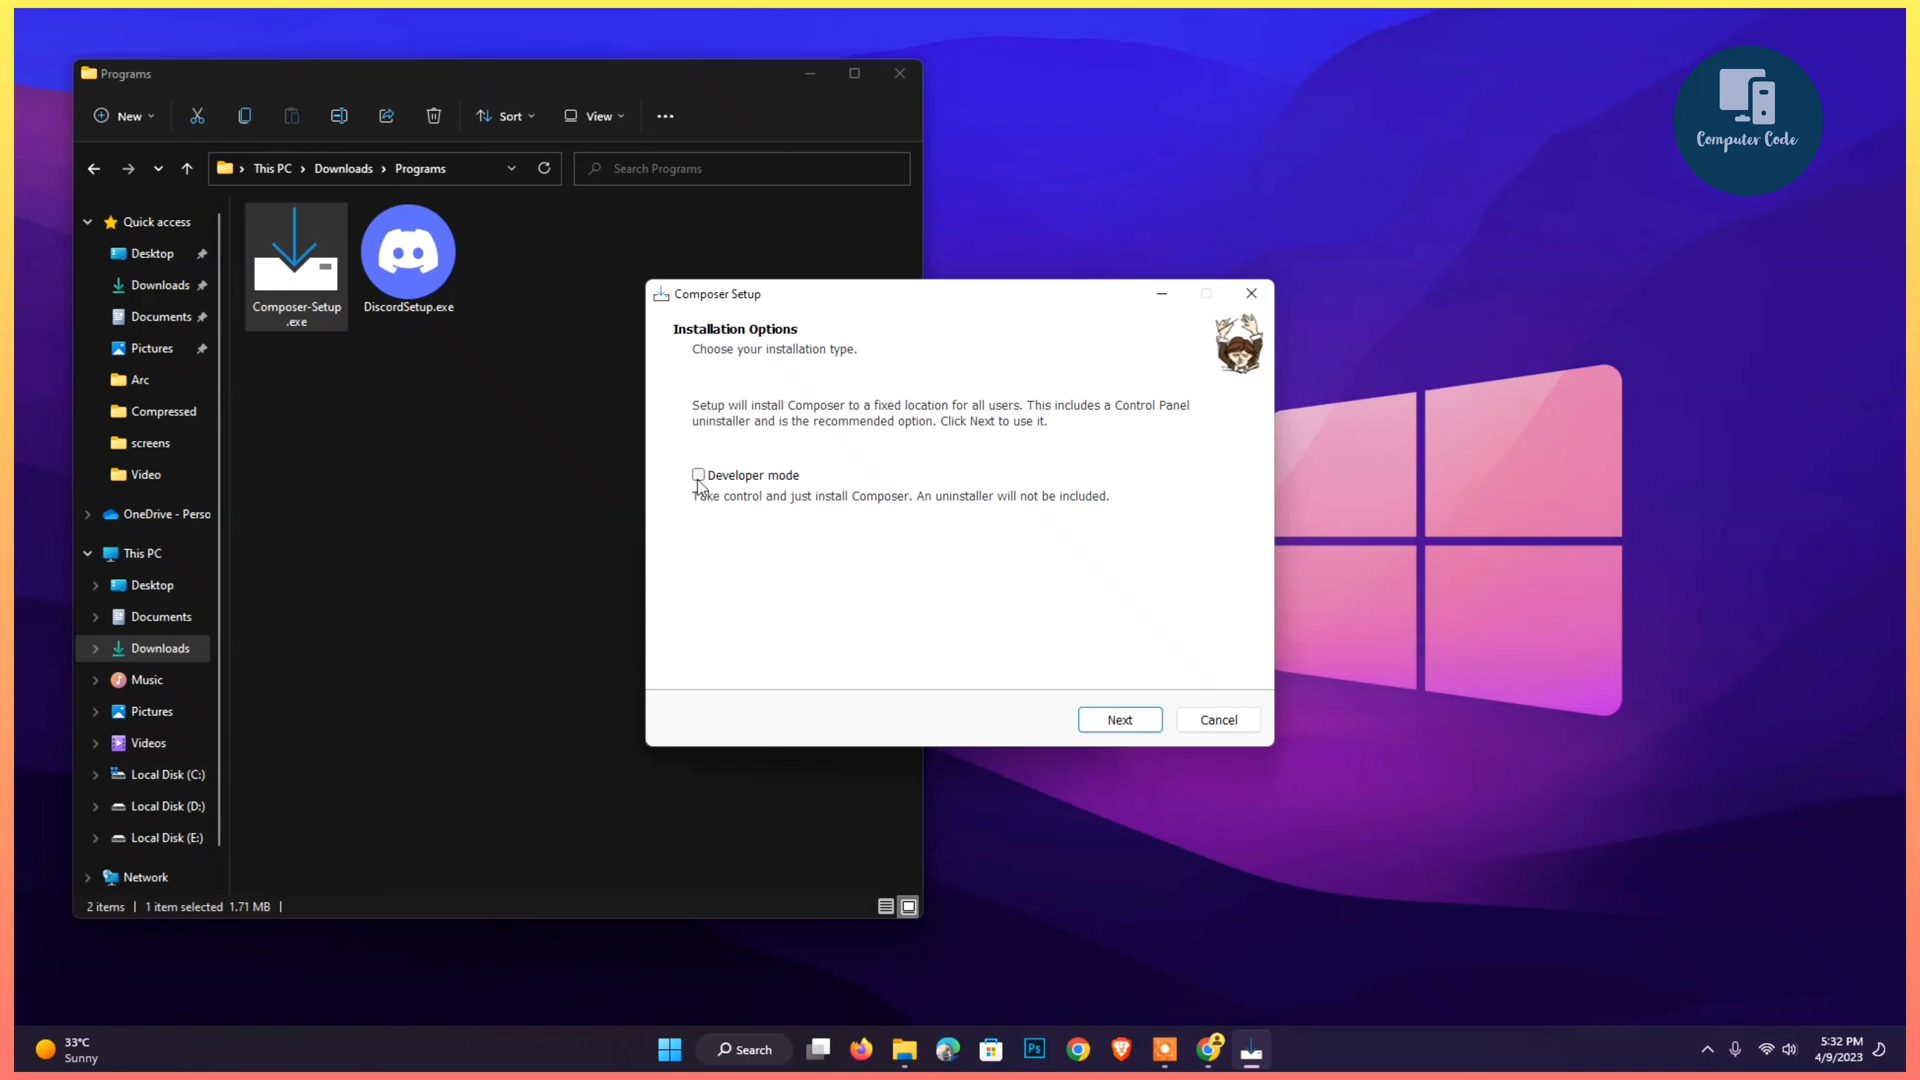 Programs
New
Sort
View
This PC
Downloads
Programs
Search Programs
Quick access
Desktop
Downloads
Documents
Pictures
Arc
Compressed
screens
Video
OneDrive - Perso
This PC
Desktop
Documents
Downloads
Music
Pictures
Videos
Local Disk (C:)
Local Disk (D:)
Local Disk (E:)
Network
Composer-Setup
.exe
DiscordSetup.exe
2 items
1 item selected 1.71 MB
Composer Setup
Installation Options
Choose your installation type.
Setup will install Composer to a fixed location for all users. This includes a Control Panel
uninstaller and is the recommended option. Click Next to use it.
Developer mode
Take control and just install Composer. An uninstaller will not be included.
Next
Cancel
Computer Code
33°C
Sunny
Search
Ps
5:32 PM
4/9/2023